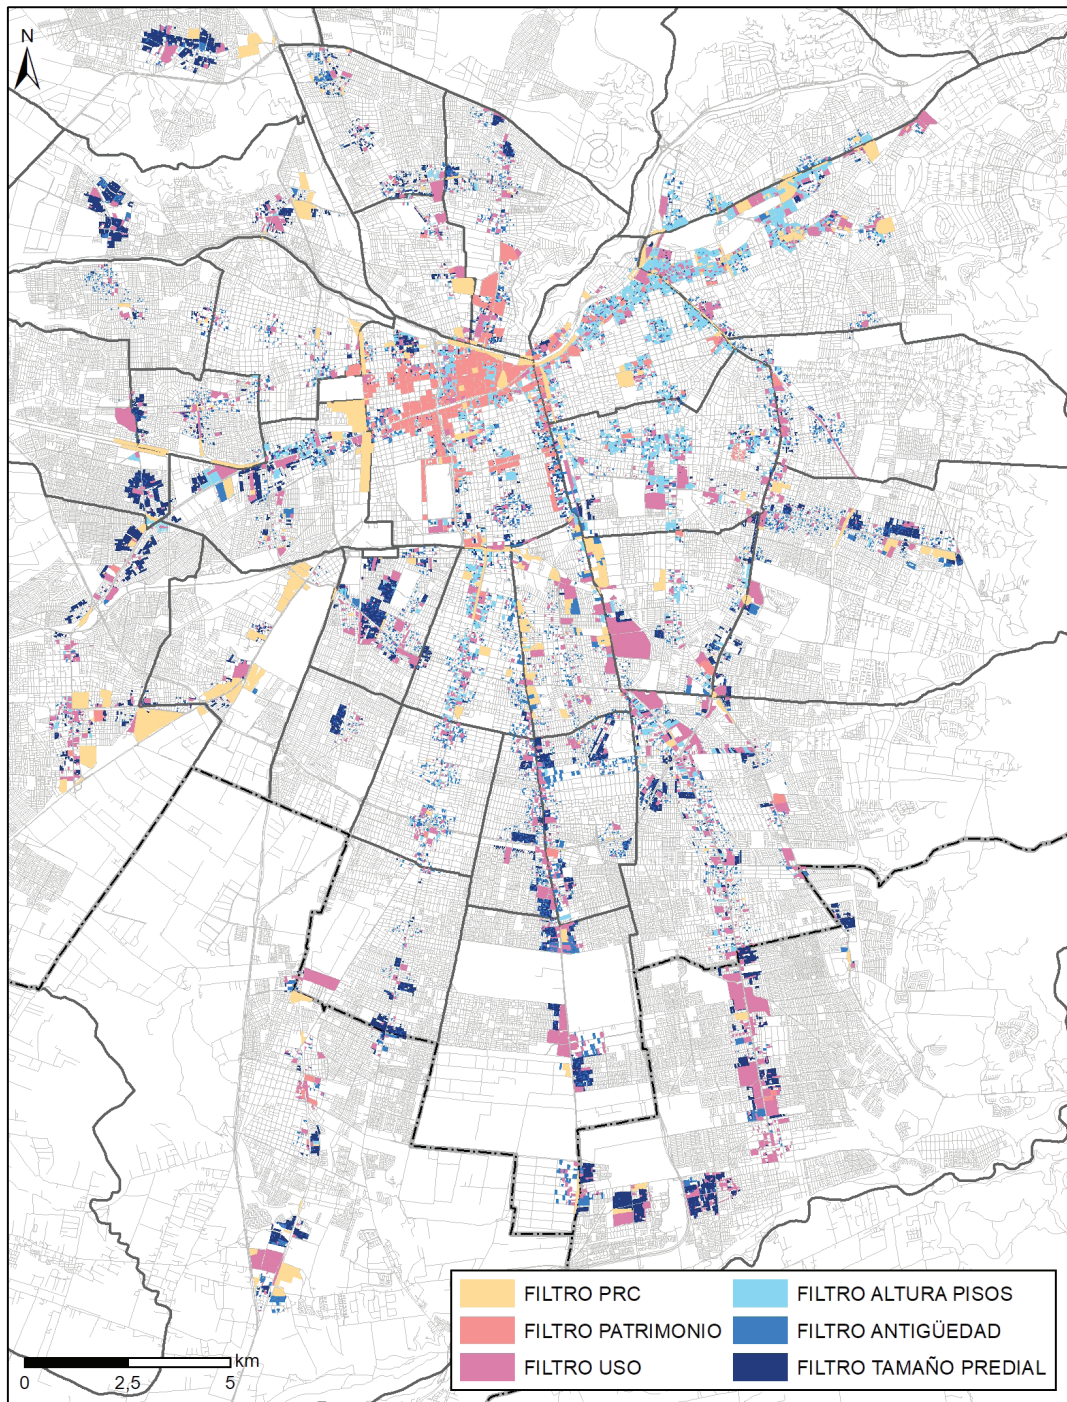 N
FILTRO PRC
FILTRO ALTURA PISOS
FILTRO PATRIMONIO
FILTRO ANTIGÜEDAD
FILTRO USO
FILTRO TAMAÑO PREDIAL
km
0 2,5 5